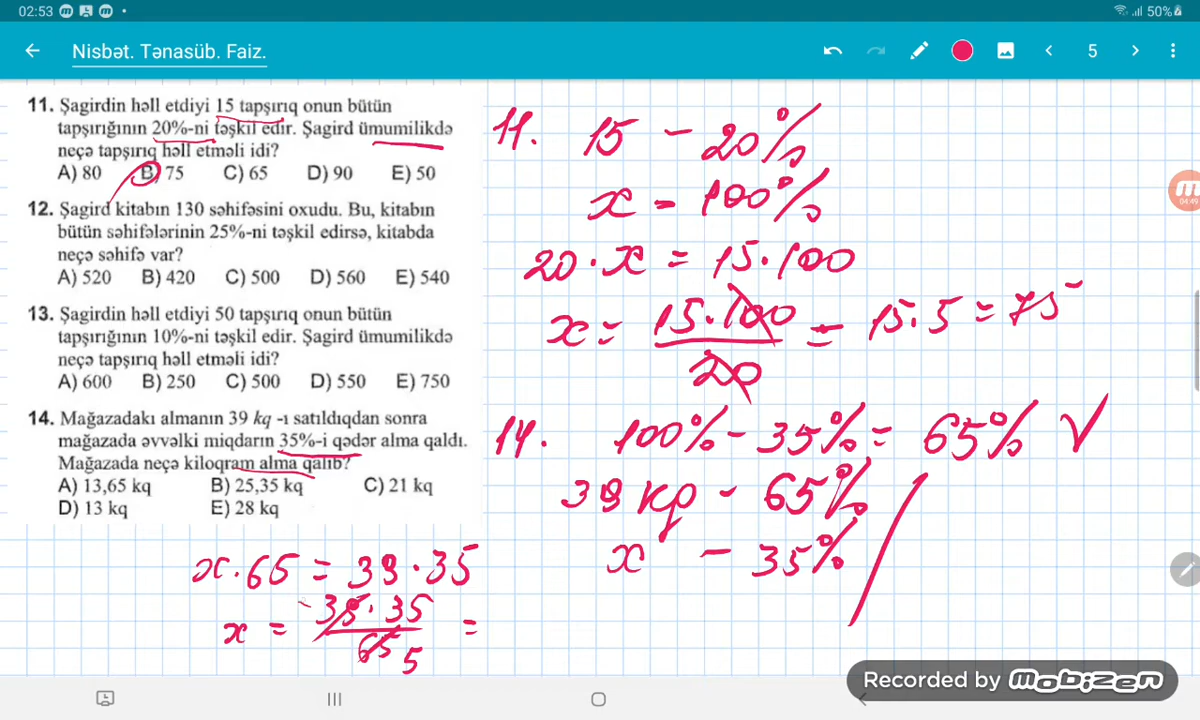 02:53
50%
Nisbət. Tənasüb. Faiz.
5
11. Şagirdin həll etdiyi 15 tapşırıq onun bütün
tapşırığının 20%-ni təşkil edir. Şagird ümumilikdə
neçə tapşırıq həll etməli idi?
A) 80 B) 75 C) 65 D) 90 E) 50
12. Şagird kitabın 130 səhifəsini oxudu. Bu, kitabın
bütün səhifələrinin 25%-ni təşkil edirsə, kitabda
neçə səhifə var?
A) 520 B) 420 C) 500 D) 560 E) 540
13. Şagirdin həll etdiyi 50 tapşırıq onun bütün
tapşırığının 10%-ni təşkil edir. Şagird ümumilikdə
neçə tapşırıq həll etməli idi?
A) 600 B) 250 C) 500 D) 550 E) 750
14. Mağazadakı almanın 39 kq -ı satıldıqdan sonra
mağazada əvvəlki miqdarın 35%-i qədər alma qaldı.
Mağazada neçə kiloqram alma qalıb?
A) 13,65 kq B) 25,35 kq C) 21 kq
D) 13 kq E) 28 kq
x.65 = 39.35
x = 39.35 =
65 5
11. 15 - 20%
x = 100%
20.x = 15.100
x = 15.100 = 15.5 = 75
20
14. 100% - 35% = 65% V
39 kq - 65%
x - 35%
04:49
Recorded by Mobizen